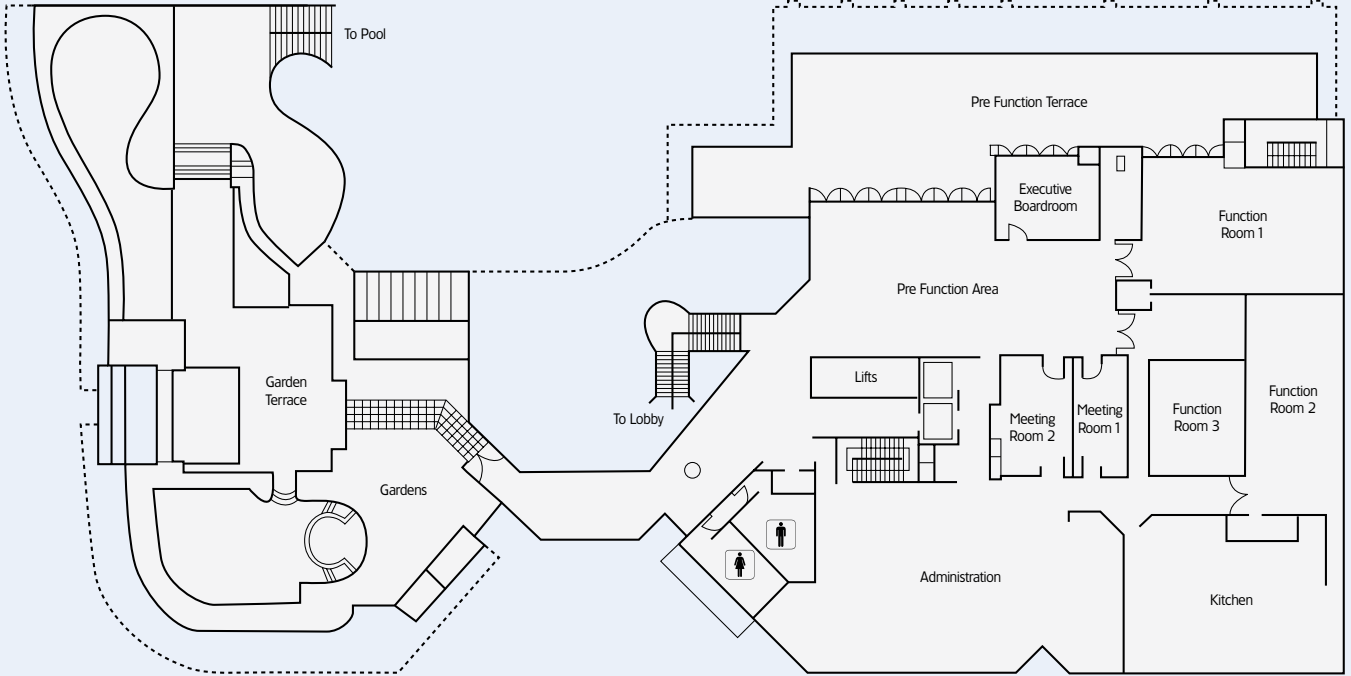 To Pool
Pre Function Terrace
Executive
Boardroom
Function
Room 1
Pre Function Area
Garden
Terrace
Lifts
To Lobby
Meeting
Room 2
Meeting
Room 1
Function
Room 3
Function
Room 2
Gardens
Administration
Kitchen